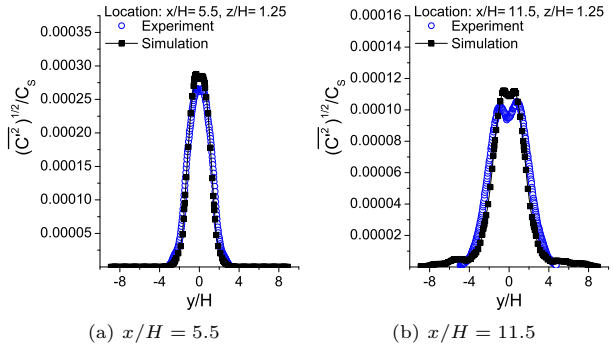 Location: x/H= 5.5, z/H= 1.25
Experiment
Simulation
0.00035
0.00030
0.00025
0.00020
0.00015
0.00010
0.00005
(C'²)^1/2/Cs
-8 -4 0 4 8
y/H
(a) x/H = 5.5
Location: x/H= 11.5, z/H= 1.25
Experiment
Simulation
0.00016
0.00014
0.00012
0.00010
0.00008
0.00006
0.00004
0.00002
(C'²)^1/2/Cs
-8 -4 0 4 8
y/H
(b) x/H = 11.5